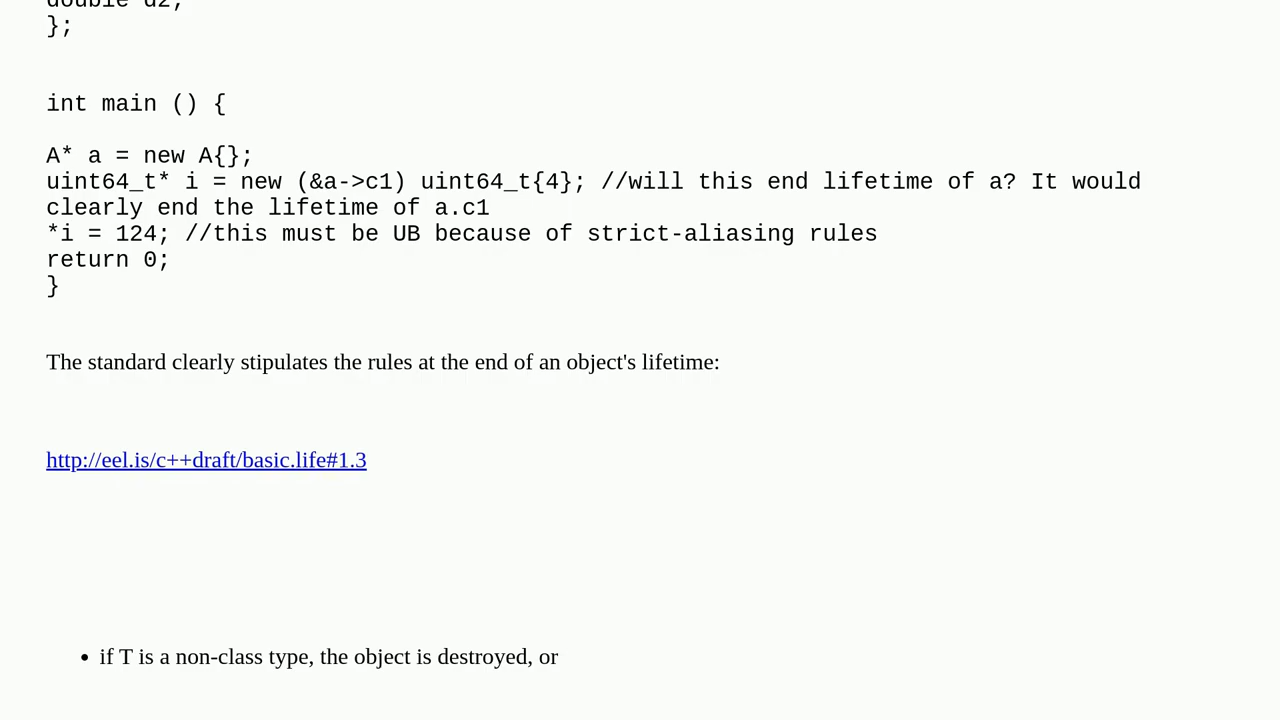 double d2;
};
int main () {
A* a = new A{};
uint64_t* i = new (&a->c1) uint64_t{4}; //will this end lifetime of a? It would
clearly end the lifetime of a.c1
*i = 124; //this must be UB because of strict-aliasing rules
return 0;
}
The standard clearly stipulates the rules at the end of an object's lifetime:
http://eel.is/c++draft/basic.life#1.3
• if T is a non-class type, the object is destroyed, or